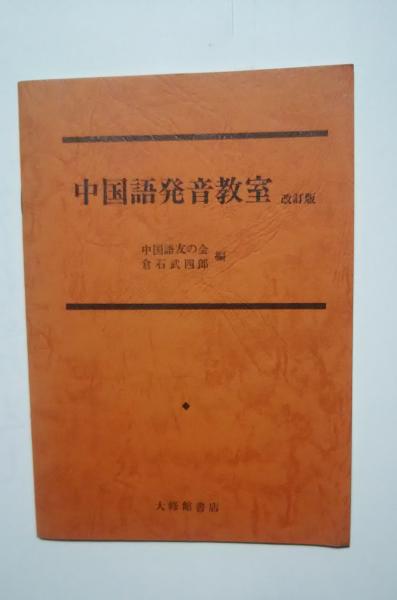 中国語発音教室 改訂版
中国語友の会
倉石武四郎 編
大修館書店